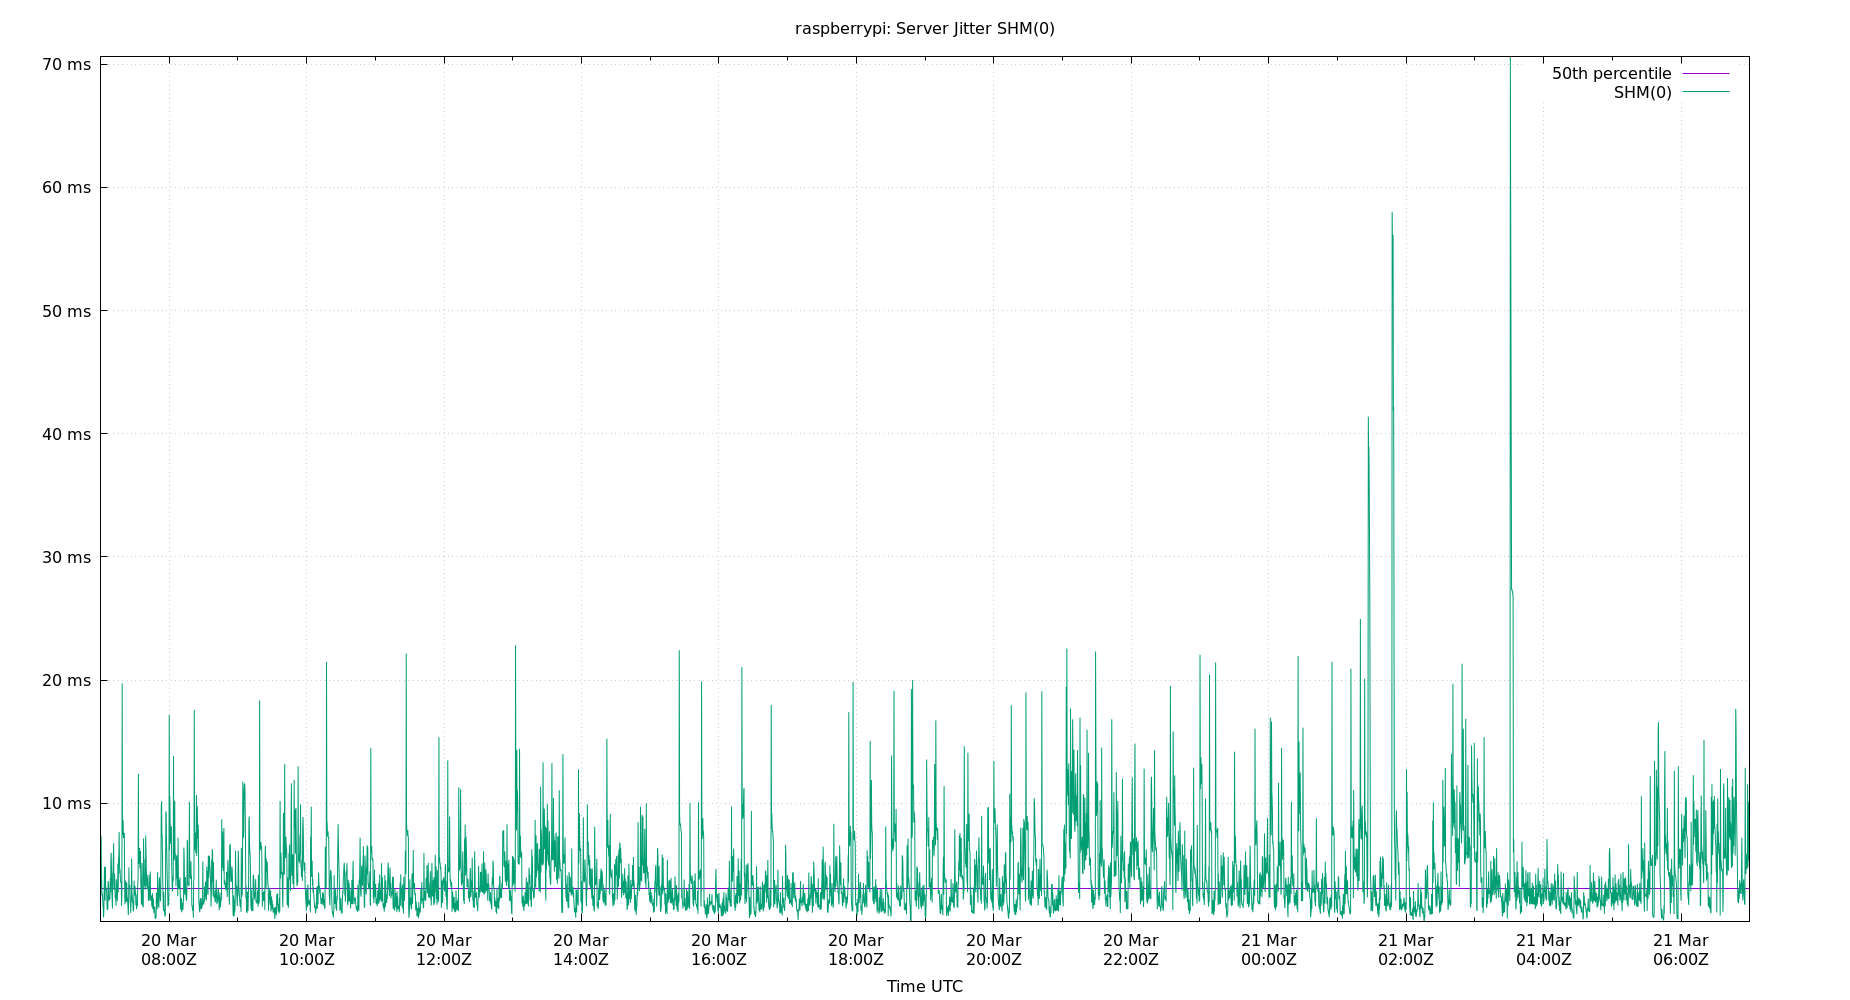 raspberrypi: Server Jitter SHM(0)
70 ms
60 ms
50 ms
40 ms
30 ms
20 ms
10 ms
50th percentile
SHM(0)
20 Mar 20 Mar 20 Mar 20 Mar 20 Mar 20 Mar 20 Mar 20 Mar 21 Mar 21 Mar 21 Mar 21 Mar
08:00Z 10:00Z 12:00Z 14:00Z 16:00Z 18:00Z 20:00Z 22:00Z 00:00Z 02:00Z 04:00Z 06:00Z
Time UTC